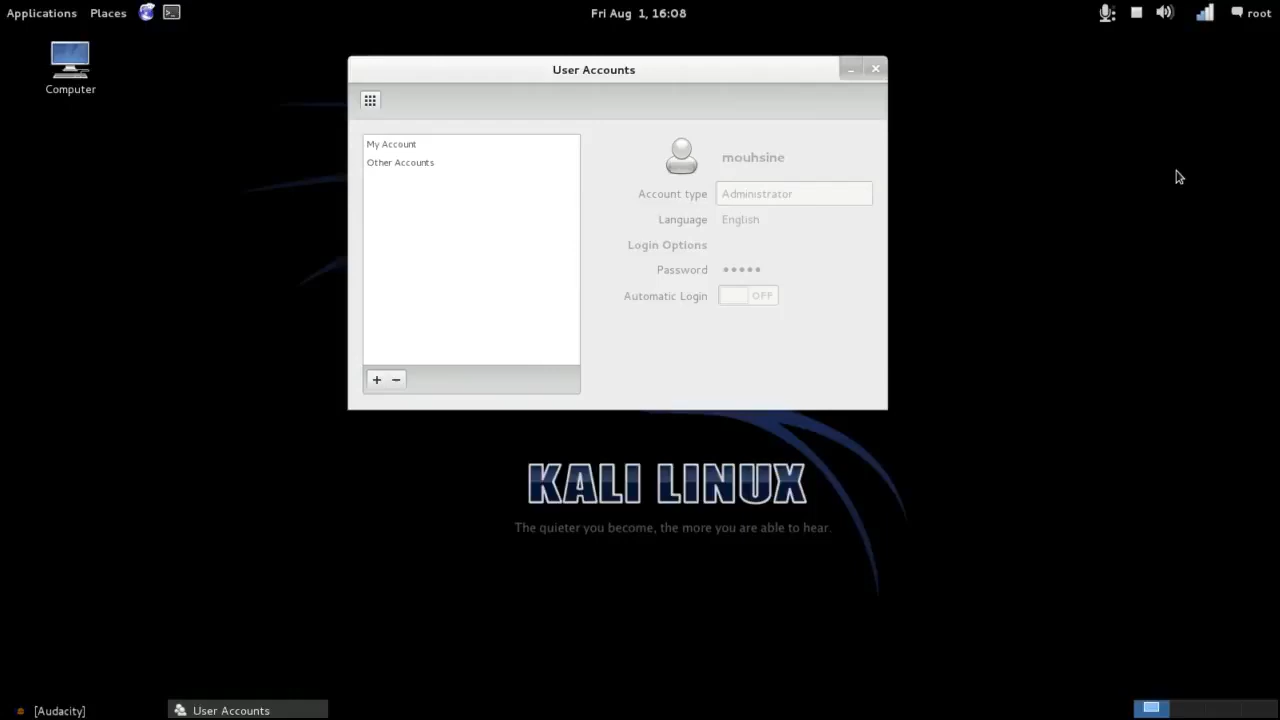 Applications Places Fri Aug 1, 16:08 root
Computer
User Accounts
My Account
Other Accounts
mouhsine
Account type Administrator
Language English
Login Options
Password •••••
Automatic Login OFF
+ −
KALI LINUX
The quieter you become, the more you are able to hear.
[Audacity] User Accounts